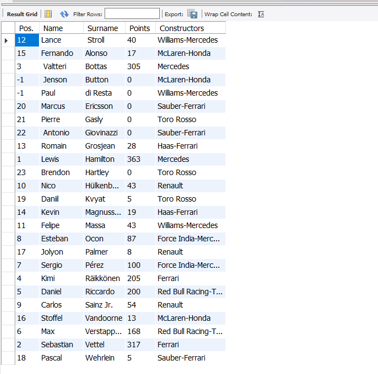 Result Grid Filter Rows: Export: Wrap Cell Content:
Pos. Name Surname Points Constructors
12 Lance Stroll 40 Williams-Mercedes
15 Fernando Alonso 17 McLaren-Honda
3 Valtteri Bottas 305 Mercedes
-1 Jenson Button 0 McLaren-Honda
-1 Paul di Resta 0 Williams-Mercedes
20 Marcus Ericsson 0 Sauber-Ferrari
21 Pierre Gasly 0 Toro Rosso
22 Antonio Giovinazzi 0 Sauber-Ferrari
13 Romain Grosjean 28 Haas-Ferrari
1 Lewis Hamilton 363 Mercedes
23 Brendon Hartley 0 Toro Rosso
10 Nico Hülkenb... 43 Renault
19 Daniil Kvyat 5 Toro Rosso
14 Kevin Magnuss... 19 Haas-Ferrari
11 Felipe Massa 43 Williams-Mercedes
8 Esteban Ocon 87 Force India-Merc...
17 Jolyon Palmer 8 Renault
7 Sergio Pérez 100 Force India-Merc...
4 Kimi Räikkönen 205 Ferrari
5 Daniel Riccardo 200 Red Bull Racing-T...
9 Carlos Sainz Jr. 54 Renault
16 Stoffel Vandoorne 13 McLaren-Honda
6 Max Verstapp... 168 Red Bull Racing-T...
2 Sebastian Vettel 317 Ferrari
18 Pascal Wehrlein 5 Sauber-Ferrari